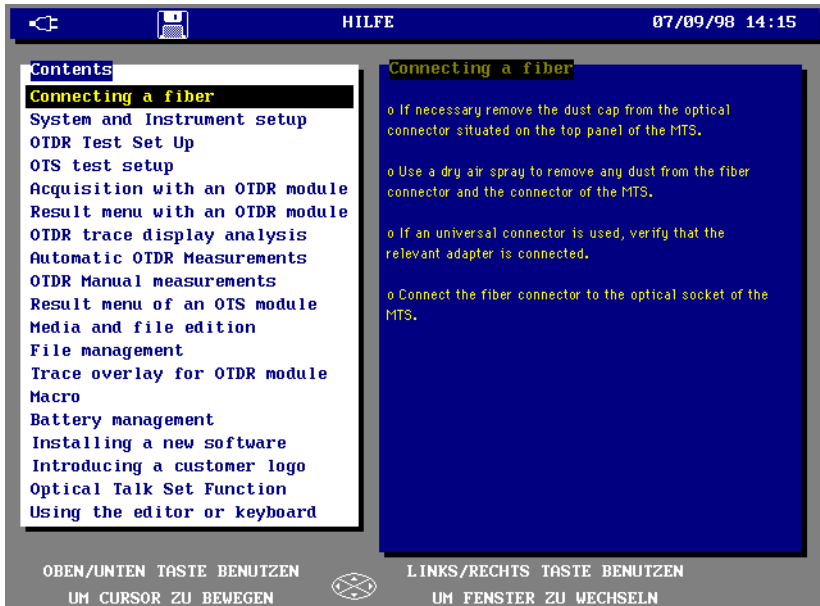 HILFE
07/09/98 14:15
Contents
Connecting a fiber
System and Instrument setup
OTDR Test Set Up
OTS test setup
Acquisition with an OTDR module
Result menu with an OTDR module
OTDR trace display analysis
Automatic OTDR Measurements
OTDR Manual measurements
Result menu of an OTS module
Media and file edition
File management
Trace overlay for OTDR module
Macro
Battery management
Installing a new software
Introducing a customer logo
Optical Talk Set Function
Using the editor or keyboard
Connecting a fiber
o If necessary remove the dust cap from the optical
connector situated on the top panel of the MTS.
o Use a dry air spray to remove any dust from the fiber
connector and the connector of the MTS.
o If an universal connector is used, verify that the
relevant adapter is connected.
o Connect the fiber connector to the optical socket of the
MTS.
OBEN/UNTEN TASTE BENUTZEN
UM CURSOR ZU BEWEGEN
LINKS/RECHTS TASTE BENUTZEN
UM FENSTER ZU WECHSELN